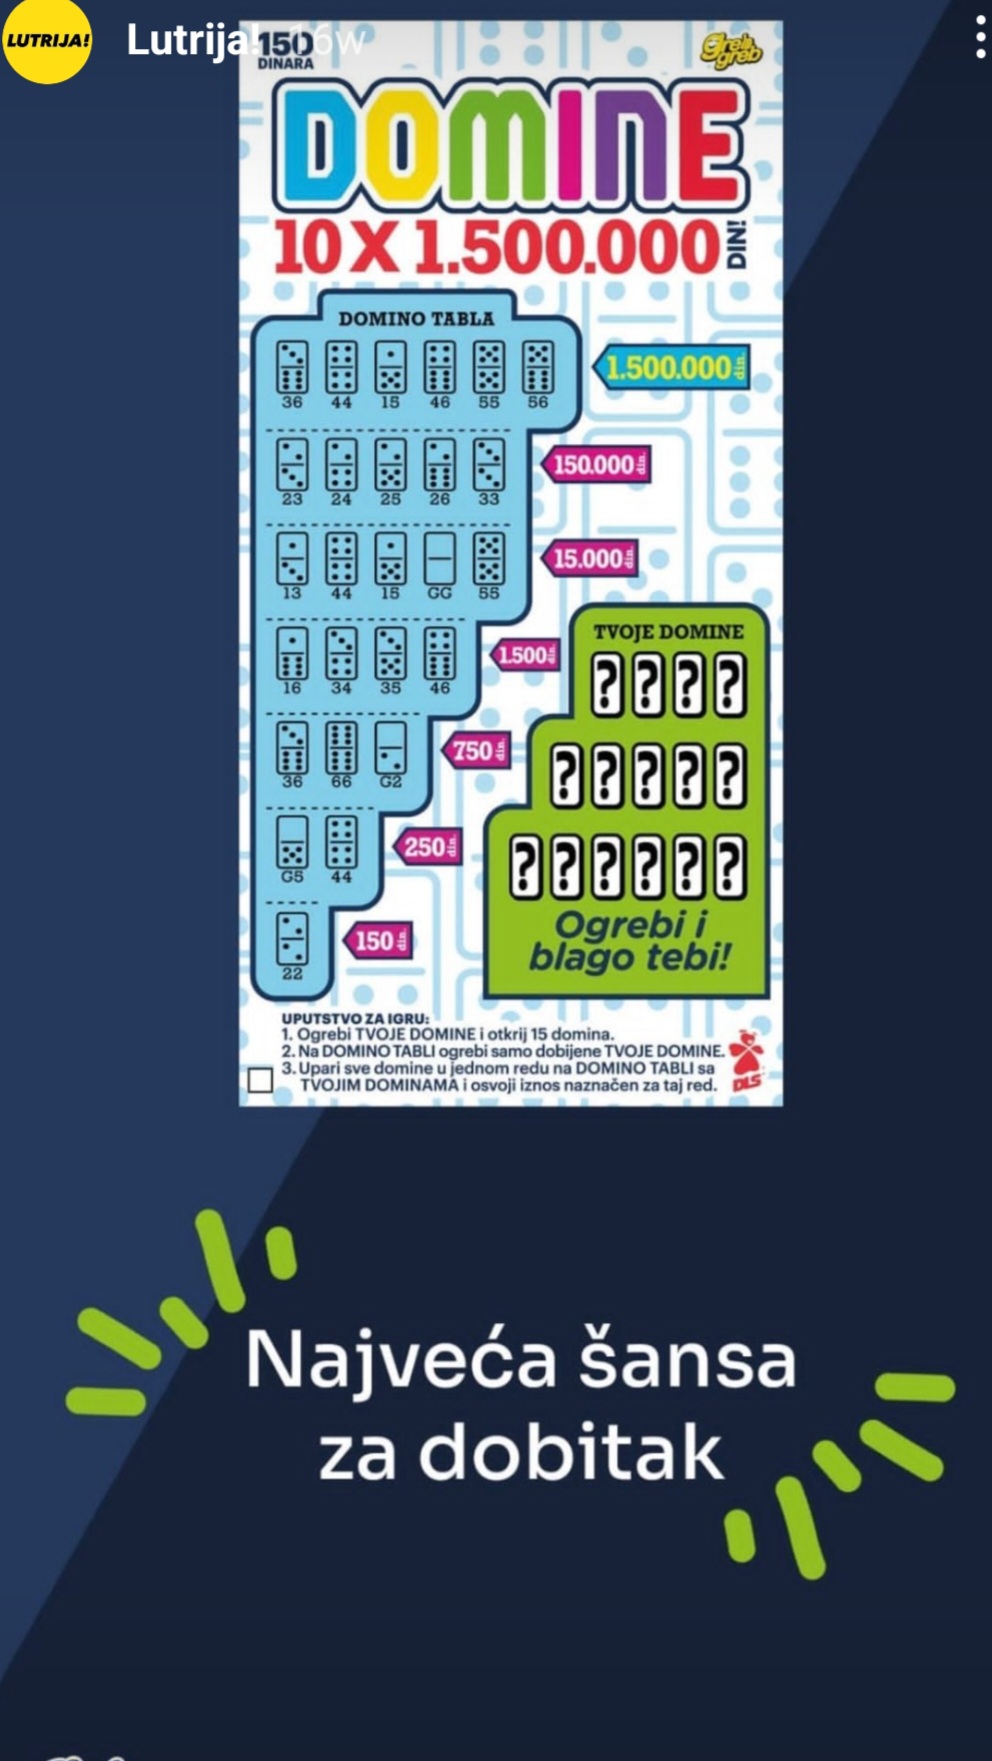 LUTRIJA!
Lutrija! 16w
150
DINARA
Greb greb
DOMINE
10 X 1.500.000 DIN!
DOMINO TABLA
36 44 15 46 55 56
1.500.000 din.
23 24 25 26 33
150.000 din.
13 44 15 GG 55
15.000 din.
16 34 35 46
1.500 din.
36 66 G2
750 din.
G5 44
250 din.
22
150 din.
TVOJE DOMINE
? ? ? ?
? ? ? ? ?
? ? ? ? ? ?
Ogrebi i
blago tebi!
UPUTSTVO ZA IGRU:
1. Ogrebi TVOJE DOMINE i otkrij 15 domina.
2. Na DOMINO TABLI ogrebi samo dobijene TVOJE DOMINE.
3. Upari sve domine u jednom redu na DOMINO TABLI sa
TVOJIM DOMINAMA i osvoji iznos naznačen za taj red.
DLS
Najveća šansa
za dobitak